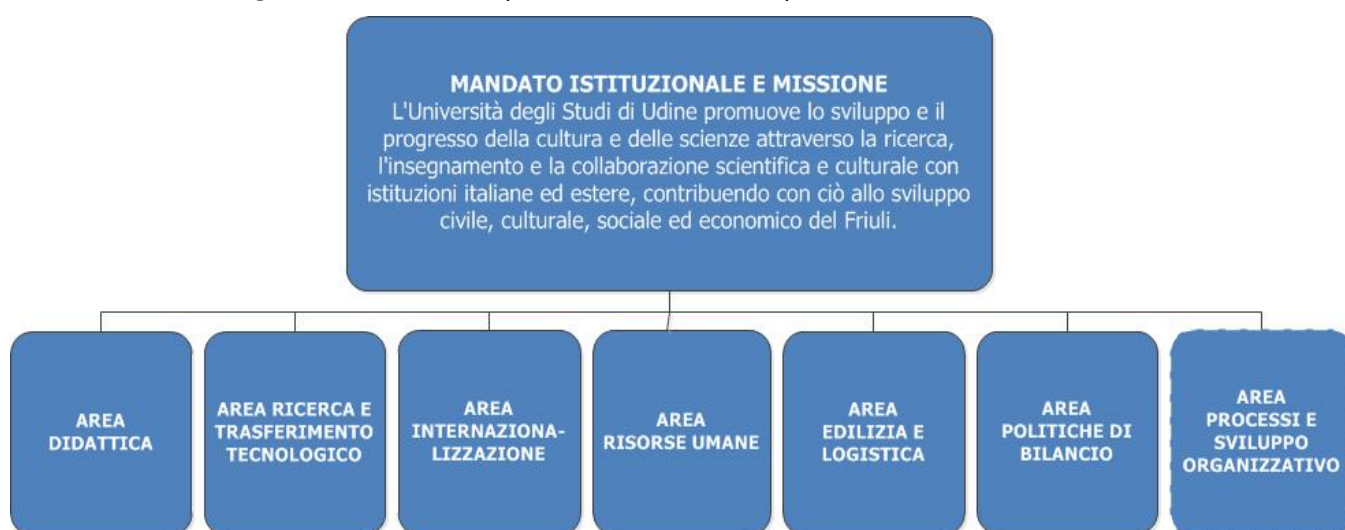 MANDATO ISTITUZIONALE E MISSIONE
L'Università degli Studi di Udine promuove lo sviluppo e il
progresso della cultura e delle scienze attraverso la ricerca,
l'insegnamento e la collaborazione scientifica e culturale con
istituzioni italiane ed estere, contribuendo con ciò allo sviluppo
civile, culturale, sociale ed economico del Friuli.
AREA
DIDATTICA
AREA RICERCA E
TRASFERIMENTO
TECNOLOGICO
AREA
INTERNAZIONA-
LIZZAZIONE
AREA
RISORSE UMANE
AREA
EDILIZIA E
LOGISTICA
AREA
POLITICHE DI
BILANCIO
AREA
PROCESSI E
SVILUPPO
ORGANIZZATIVO